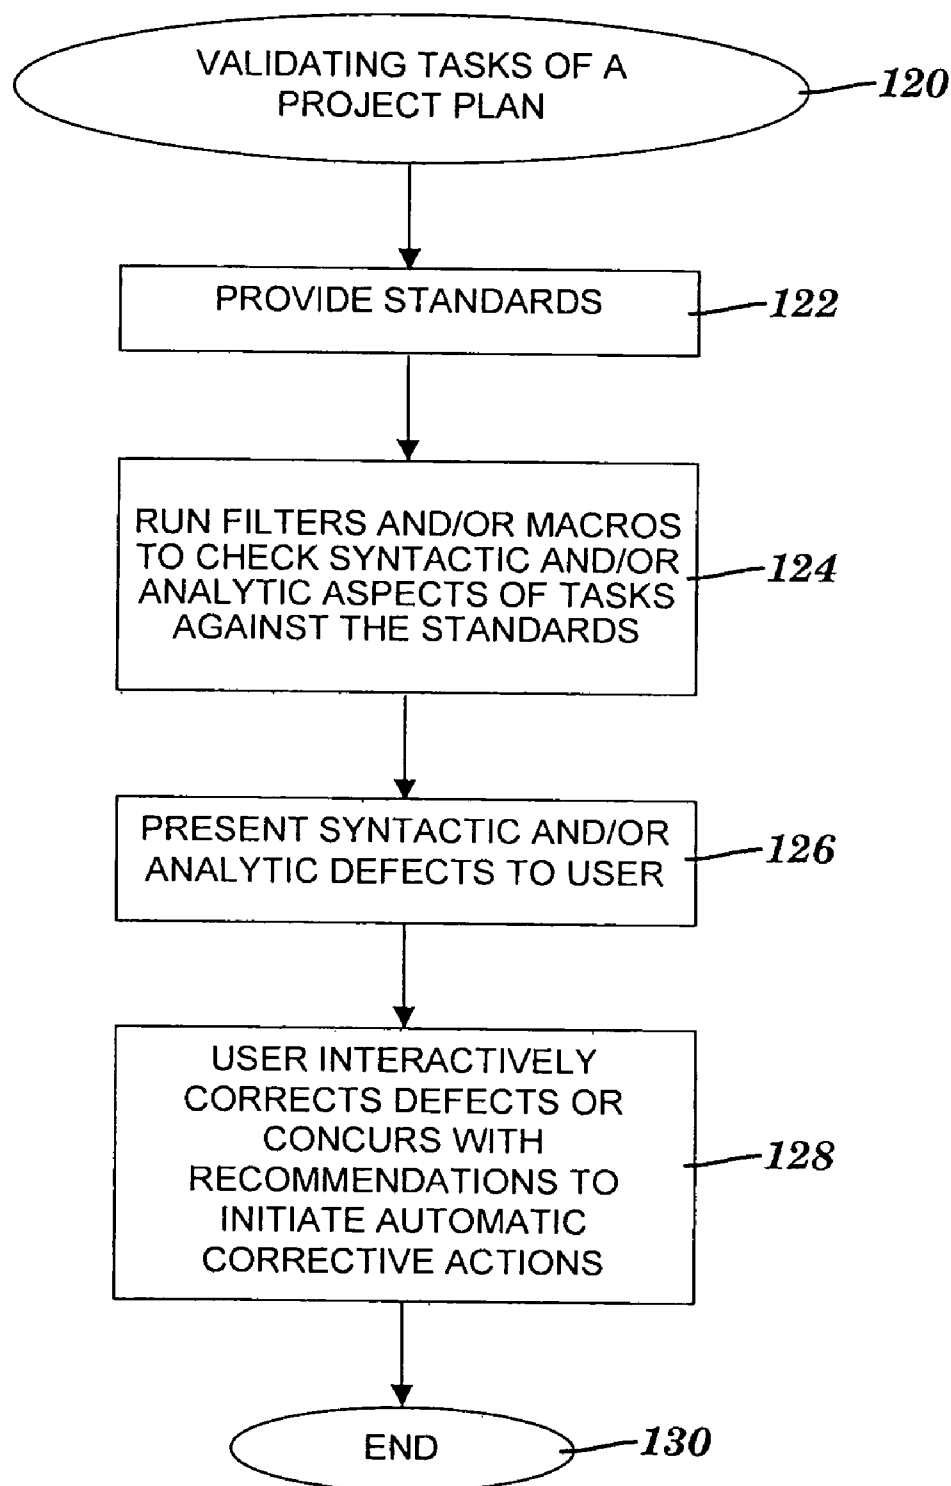 VALIDATING TASKS OF A
PROJECT PLAN
120
PROVIDE STANDARDS
122
RUN FILTERS AND/OR MACROS
TO CHECK SYNTACTIC AND/OR
ANALYTIC ASPECTS OF TASKS
AGAINST THE STANDARDS
124
PRESENT SYNTACTIC AND/OR
ANALYTIC DEFECTS TO USER
126
USER INTERACTIVELY
CORRECTS DEFECTS OR
CONCURS WITH
RECOMMENDATIONS TO
INITIATE AUTOMATIC
CORRECTIVE ACTIONS
128
END
130